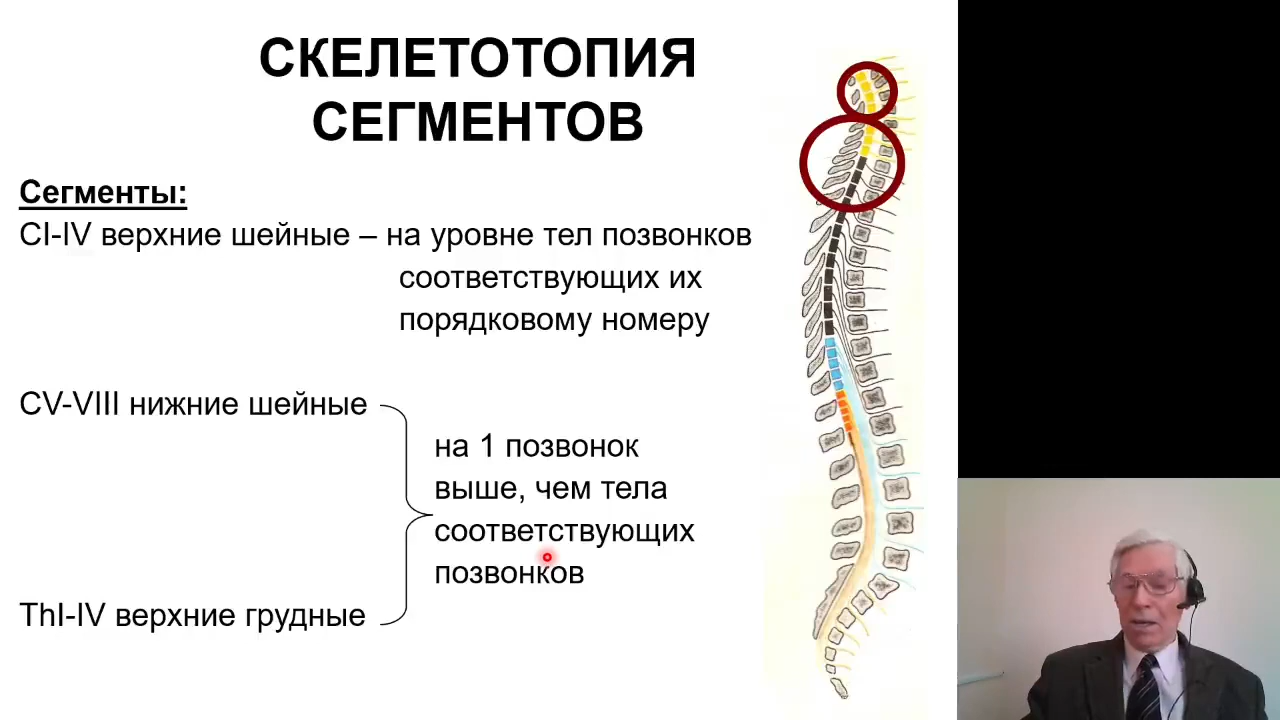 СКЕЛЕТОТОПИЯ
СЕГМЕНТОВ
Сегменты:
CI-IV верхние шейные – на уровне тел позвонков
соответствующих их
порядковому номеру
CV-VIII нижние шейные
на 1 позвонок
выше, чем тела
соответствующих
позвонков
ThI-IV верхние грудные